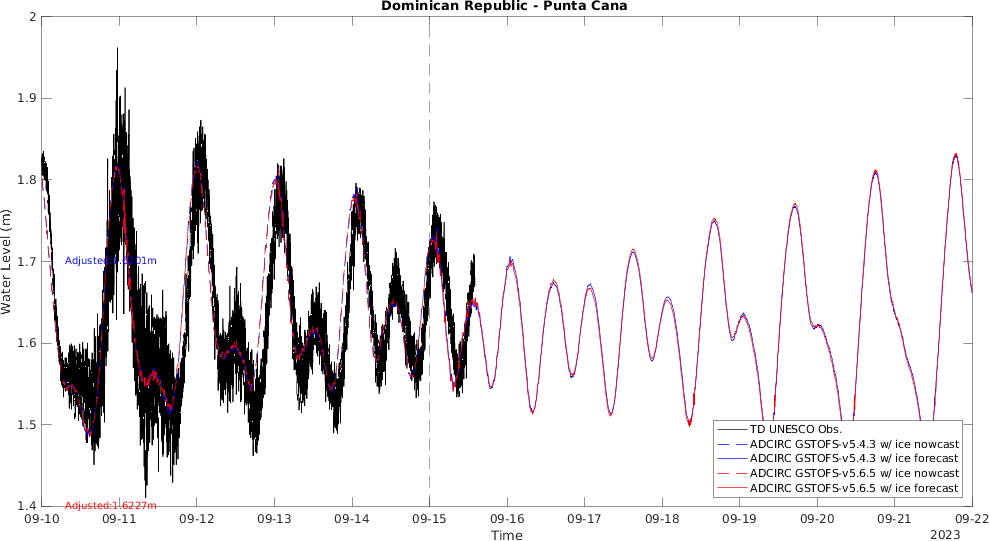 Dominican Republic - Punta Cana
2
1.9
1.8
1.7
1.6
1.5
1.4
Water Level (m)
Adjusted:1.6227m
TD UNESCO Obs.
ADCIRC GSTOFS-v5.4.3 w/ ice nowcast
ADCIRC GSTOFS-v5.4.3 w/ ice forecast
ADCIRC GSTOFS-v5.6.5 w/ ice nowcast
ADCIRC GSTOFS-v5.6.5 w/ ice forecast
09-10 09-11 09-12 09-13 09-14 09-15 09-16 09-17 09-18 09-19 09-20 09-21 09-22
Time
2023